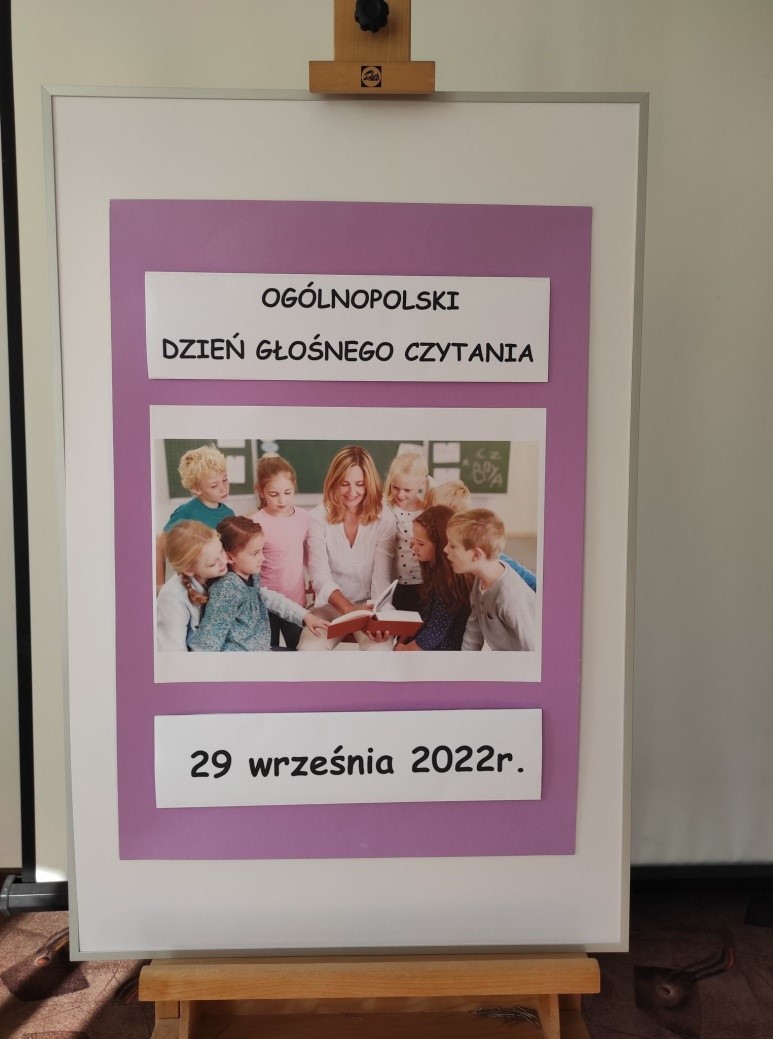 OGÓLNOPOLSKI
DZIEŃ GŁOŚNEGO CZYTANIA
29 września 2022r.